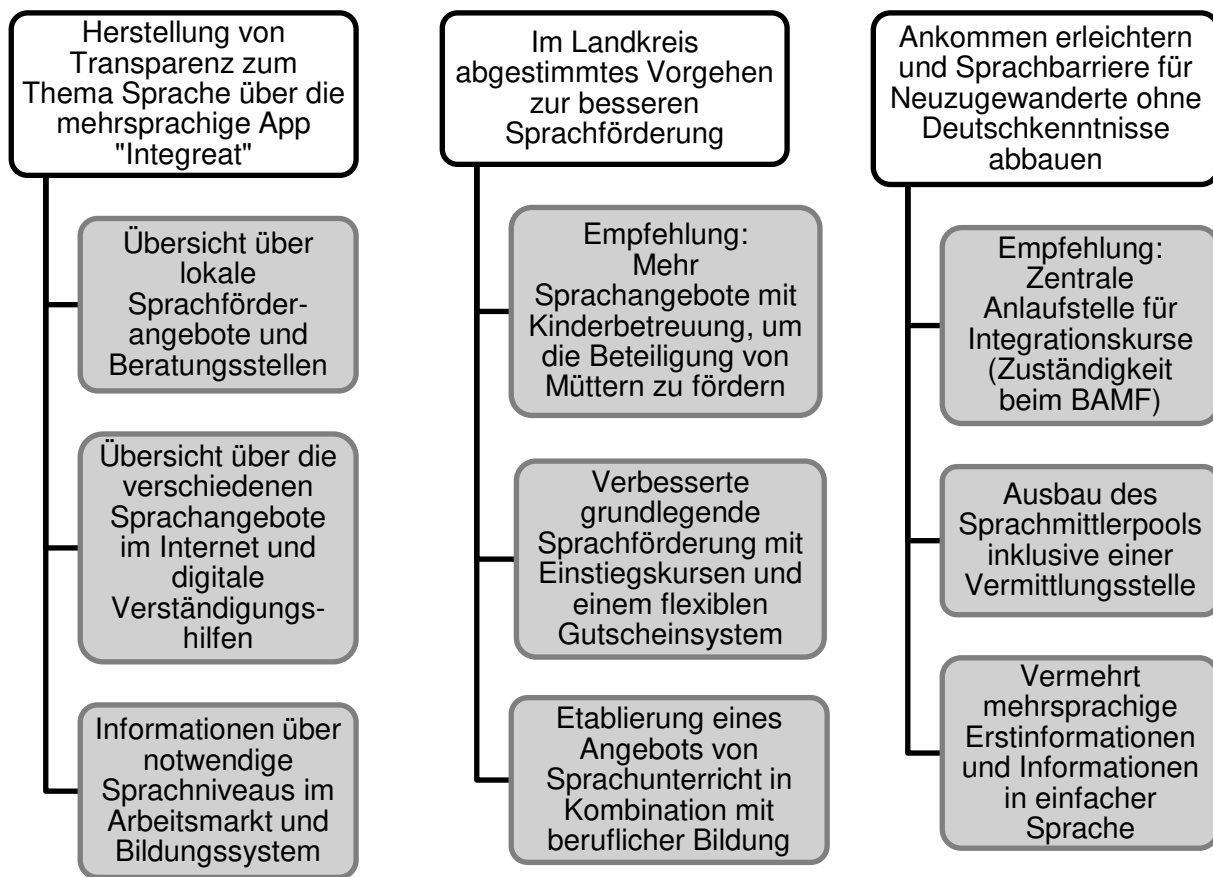 Herstellung von
Transparenz zum
Thema Sprache über die
mehrsprachige App
"Integreat"
Übersicht über
lokale
Sprachförder-
angebote und
Beratungsstellen
Übersicht über die
verschiedenen
Sprachangebote
im Internet und
digitale
Verständigungs-
hilfen
Informationen über
notwendige
Sprachniveaus im
Arbeitsmarkt und
Bildungssystem
Im Landkreis
abgestimmtes Vorgehen
zur besseren
Sprachförderung
Empfehlung:
Mehr
Sprachangebote mit
Kinderbetreuung, um
die Beteiligung von
Müttern zu fördern
Verbesserte
grundlegende
Sprachförderung mit
Einstiegskursen und
einem flexiblen
Gutscheinsystem
Etablierung eines
Angebots von
Sprachunterricht in
Kombination mit
beruflicher Bildung
Ankommen erleichtern
und Sprachbarriere für
Neuzugewanderte ohne
Deutschkenntnisse
abbauen
Empfehlung:
Zentrale
Anlaufstelle für
Integrationskurse
(Zuständigkeit
beim BAMF)
Ausbau des
Sprachmittlerpools
inklusive einer
Vermittlungsstelle
Vermehrt
mehrsprachige
Erstinformationen
und Informationen
in einfacher
Sprache